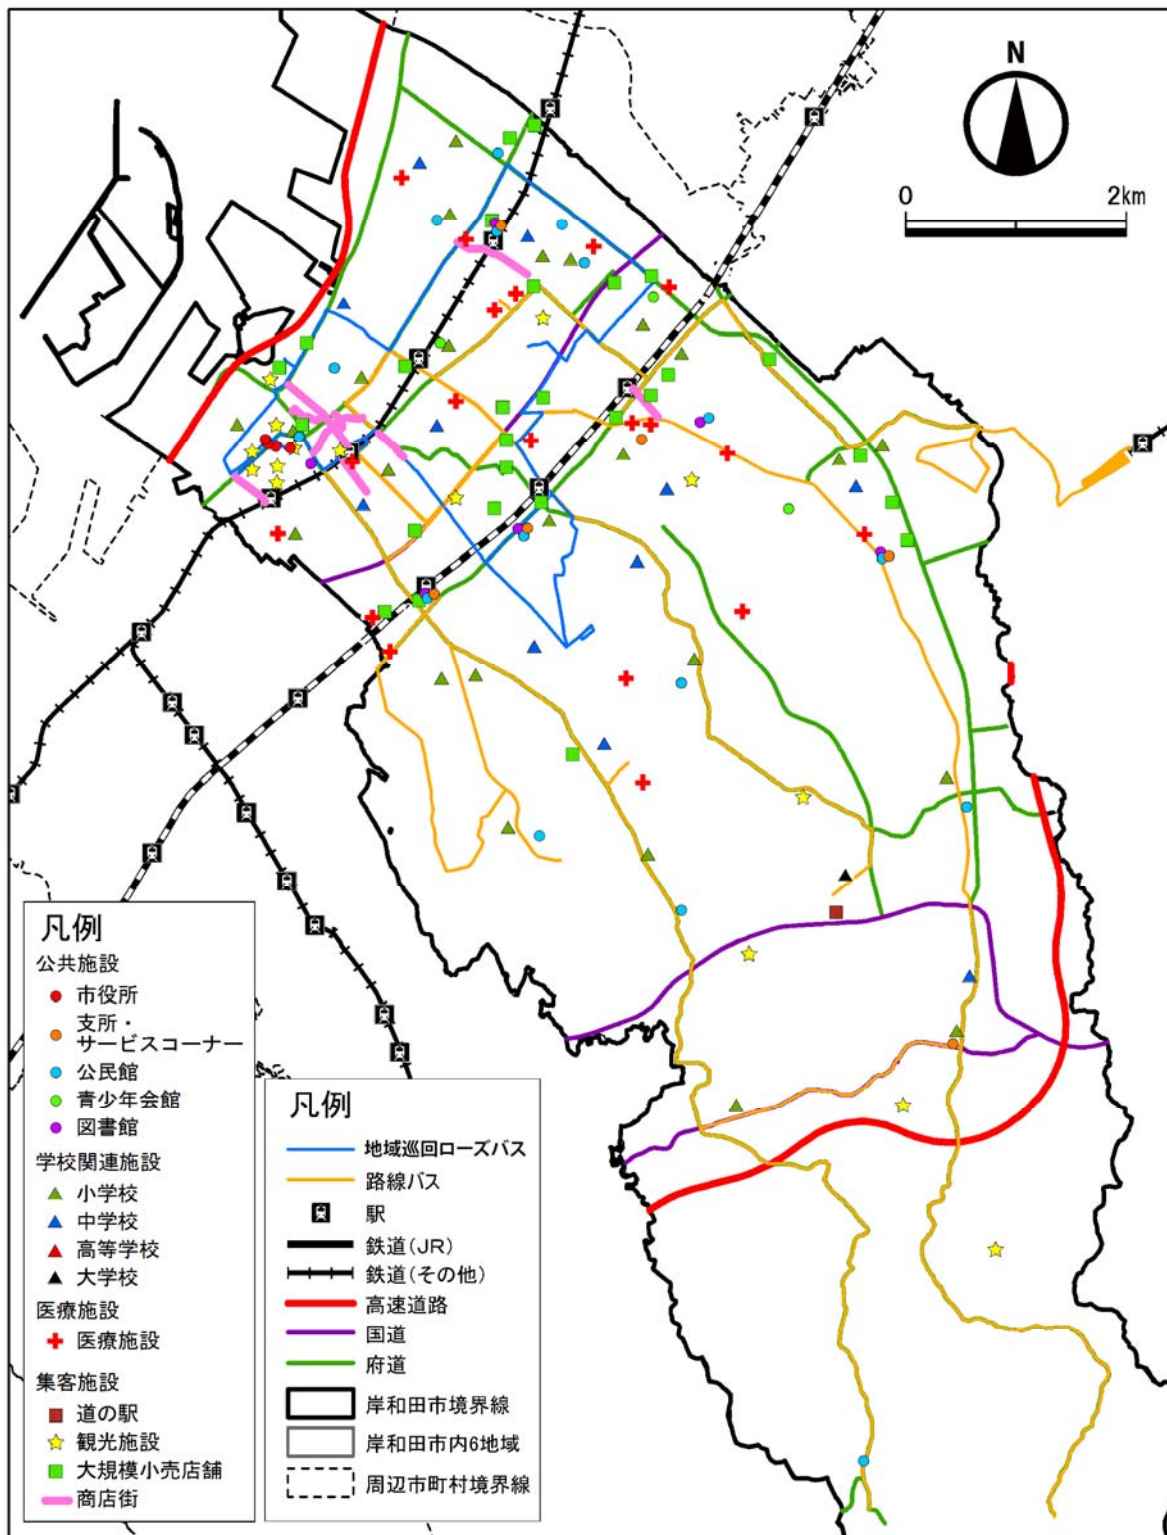 N
0 2km
凡例
公共施設
市役所
支所・
サービスコーナー
公民館
青少年会館
図書館
学校関連施設
小学校
中学校
高等学校
大学校
医療施設
医療施設
集客施設
道の駅
観光施設
大規模小売店舗
商店街
凡例
地域巡回ローズバス
路線バス
駅
鉄道(JR)
鉄道(その他)
高速道路
国道
府道
岸和田市境界線
岸和田市内6地域
周辺市町村境界線